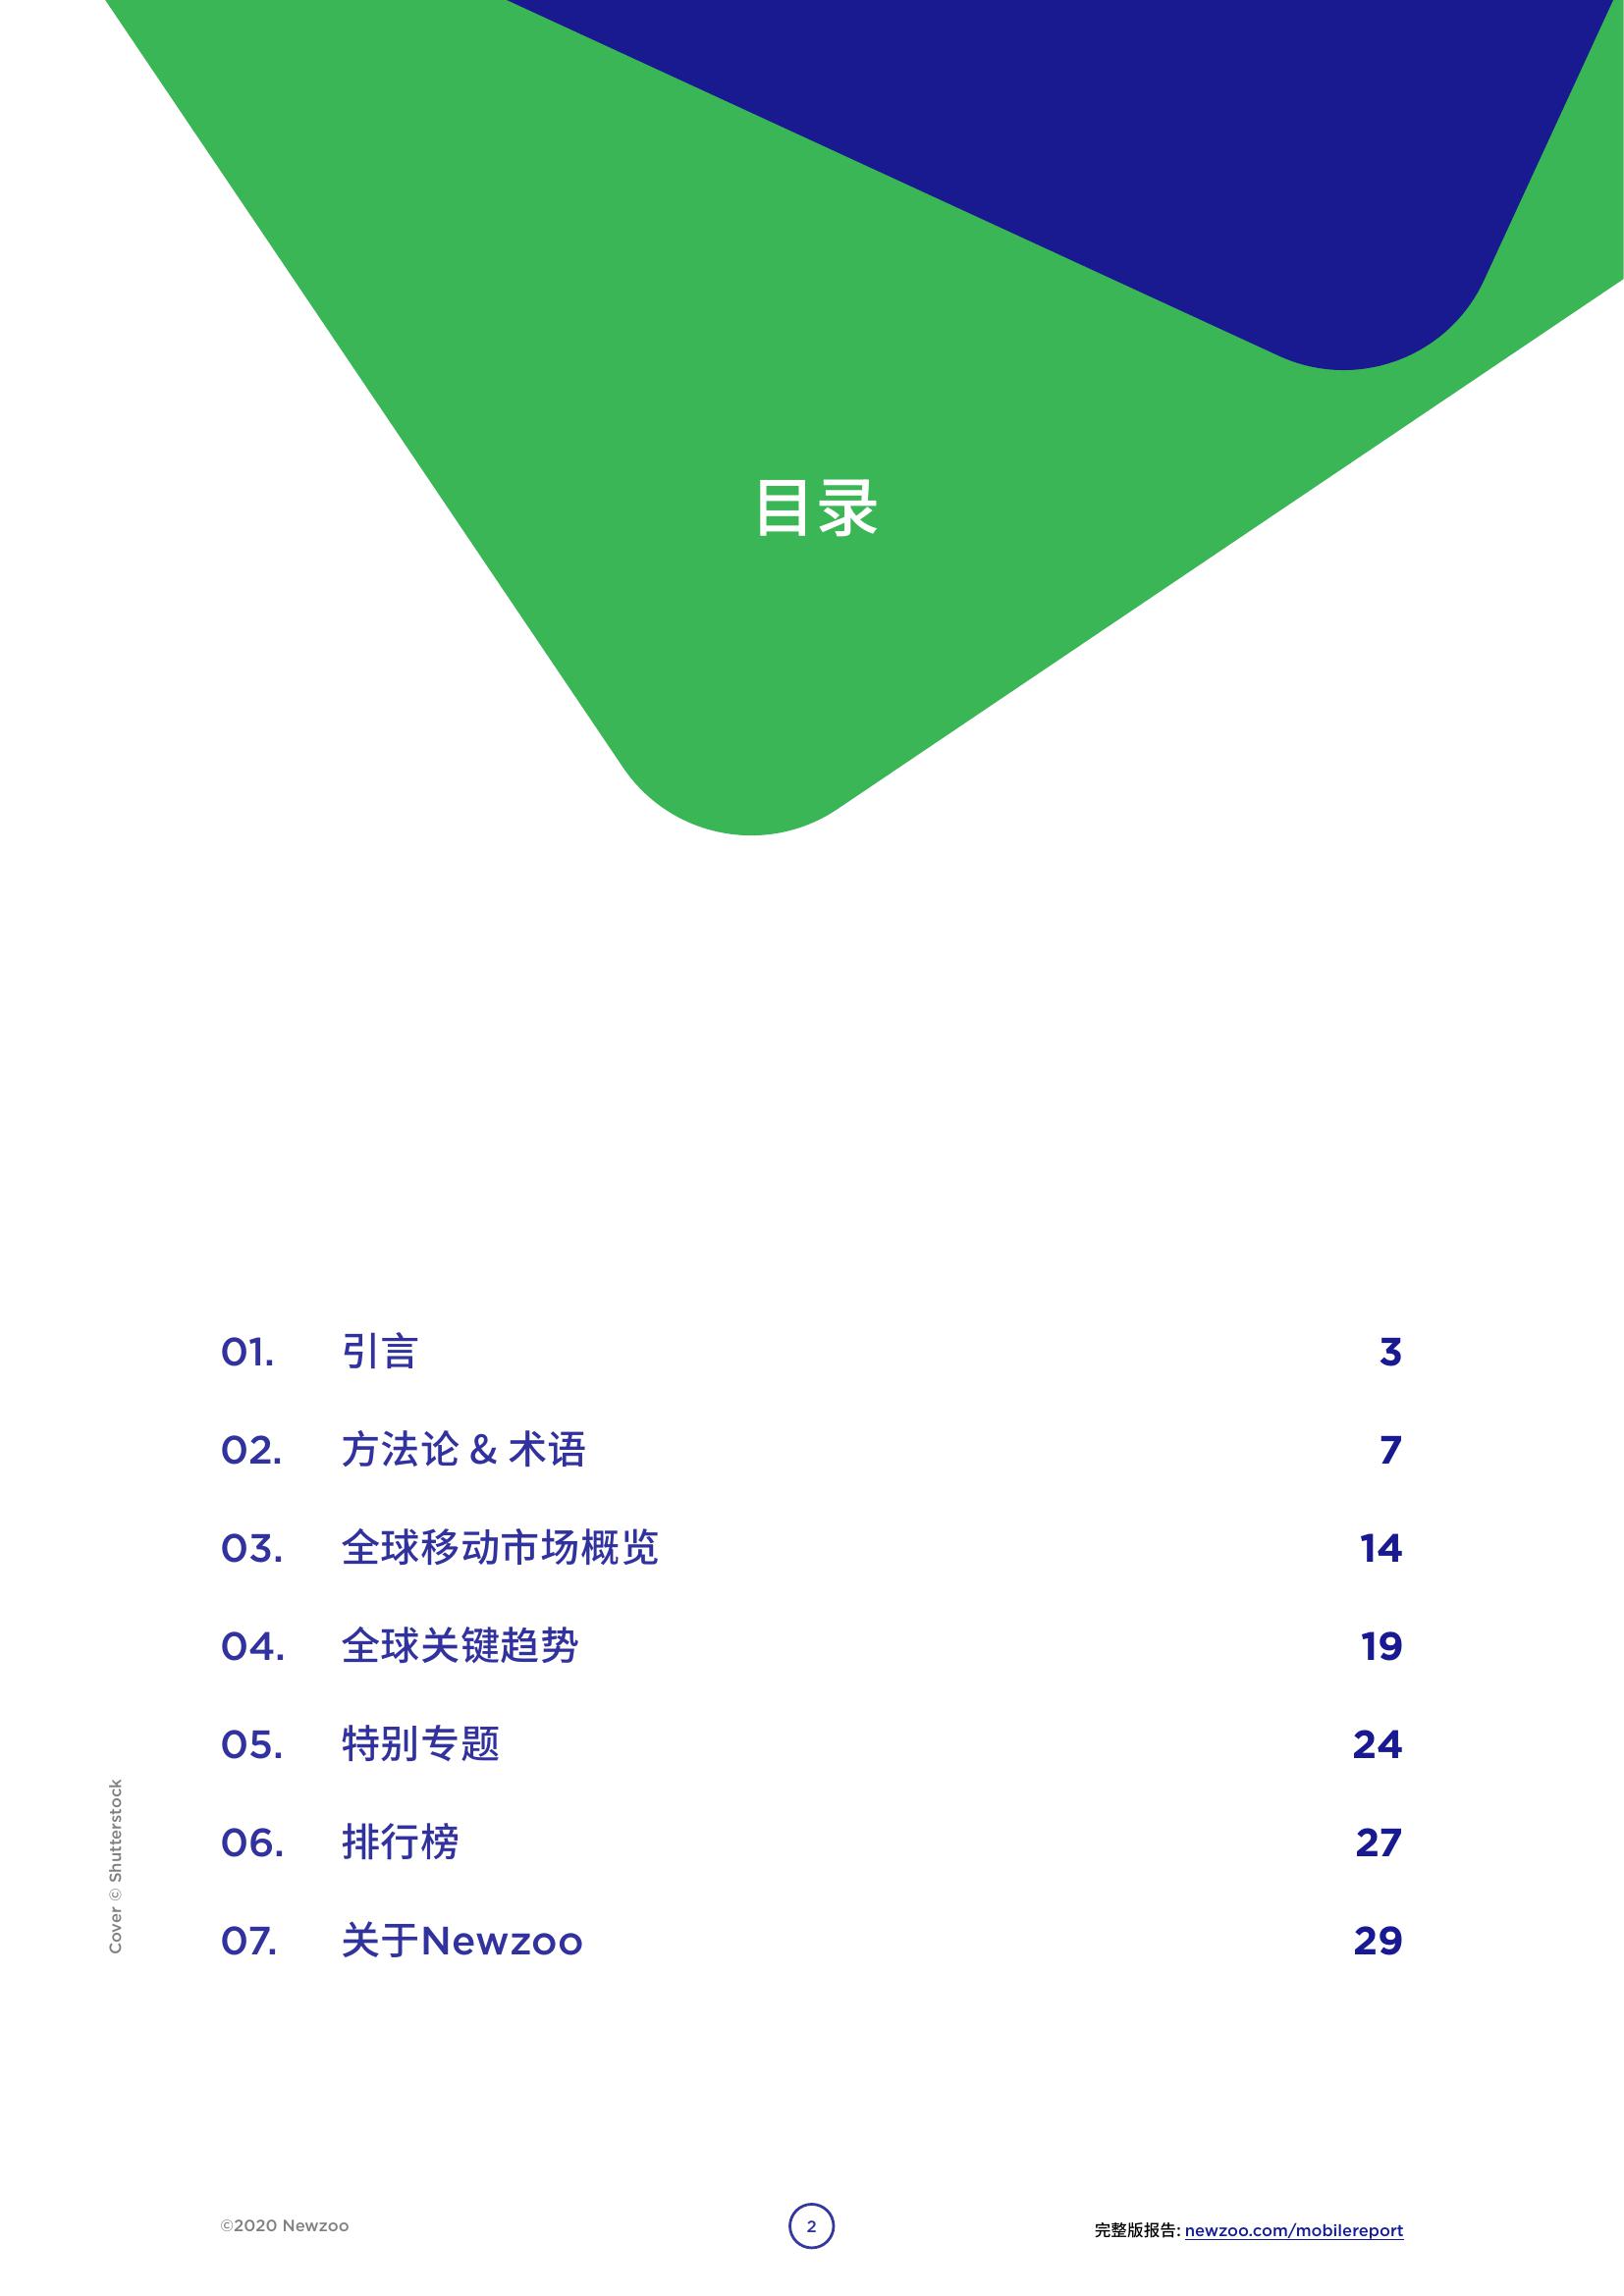 目录
01. 引言 3
02. 方法论 & 术语 7
03. 全球移动市场概览 14
04. 全球关键趋势 19
05. 特别专题 24
06. 排行榜 27
07. 关于Newzoo 29
Cover © Shutterstock
©2020 Newzoo
2
完整版报告: newzoo.com/mobilereport